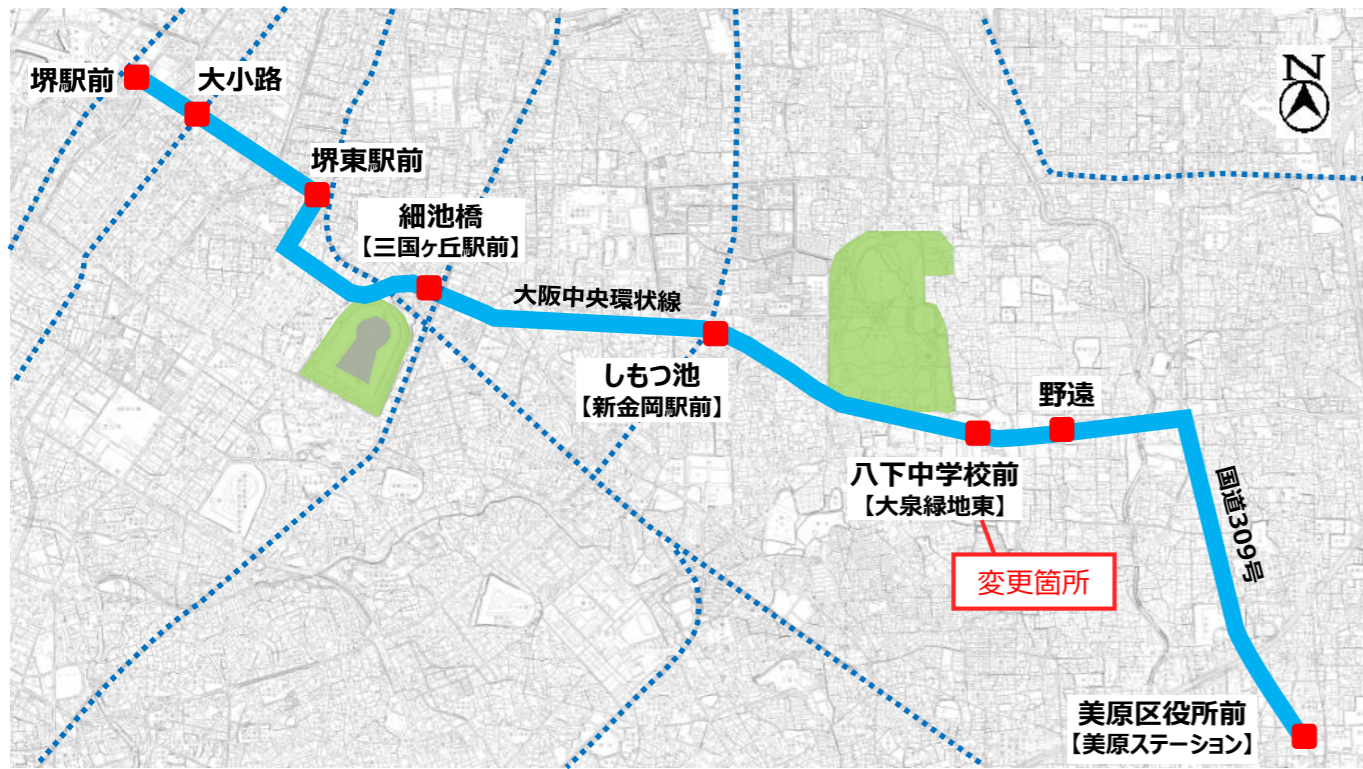 堺駅前
大小路
N
堺東駅前
細池橋
【三国ヶ丘駅前】
大阪中央環状線
しもつ池
【新金岡駅前】
野遠
八下中学校前
【大泉緑地東】
国道309号
変更箇所
美原区役所前
【美原ステーション】